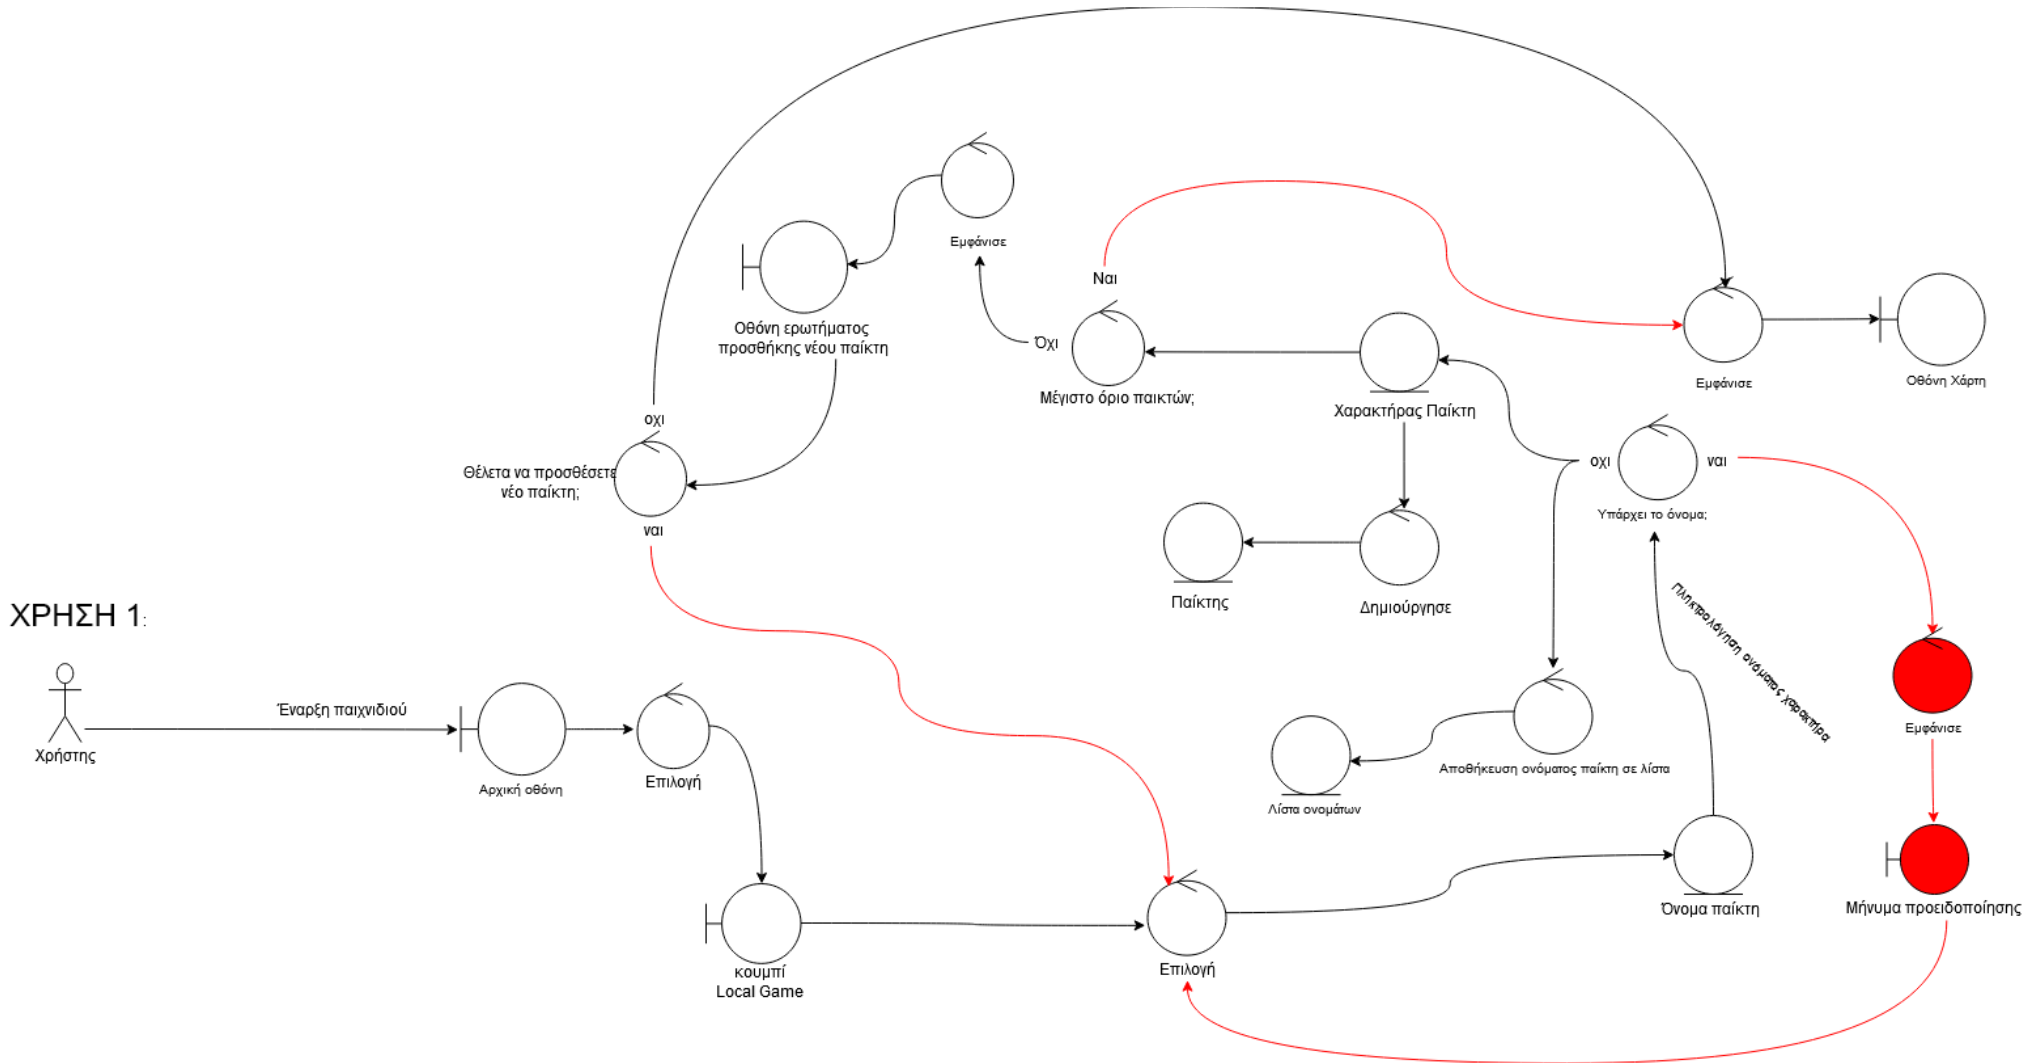 Εμφάνισε
Ναι
Οθόνη ερωτήματος
προσθήκης νέου παίκτη
Όχι
Μέγιστο όριο παικτών;
Χαρακτήρας Παίκτη
Εμφάνισε
Οθόνη Χάρτη
οχι
Θέλετα να προσθέσετε
νέο παίκτη;
ναι
οχι
ναι
Υπάρχει το όνομα;
Παίκτης
Δημιούργησε
Πληκτρολόγηση ονόματος χαρακτήρα
ΧΡΗΣΗ 1:
Έναρξη παιχνιδιού
Χρήστης
Αρχική οθόνη
Επιλογή
Λίστα ονομάτων
Αποθήκευση ονόματος παίκτη σε λίστα
Εμφάνισε
κουμπί
Local Game
Επιλογή
Όνομα παίκτη
Μήνυμα προειδοποίησης